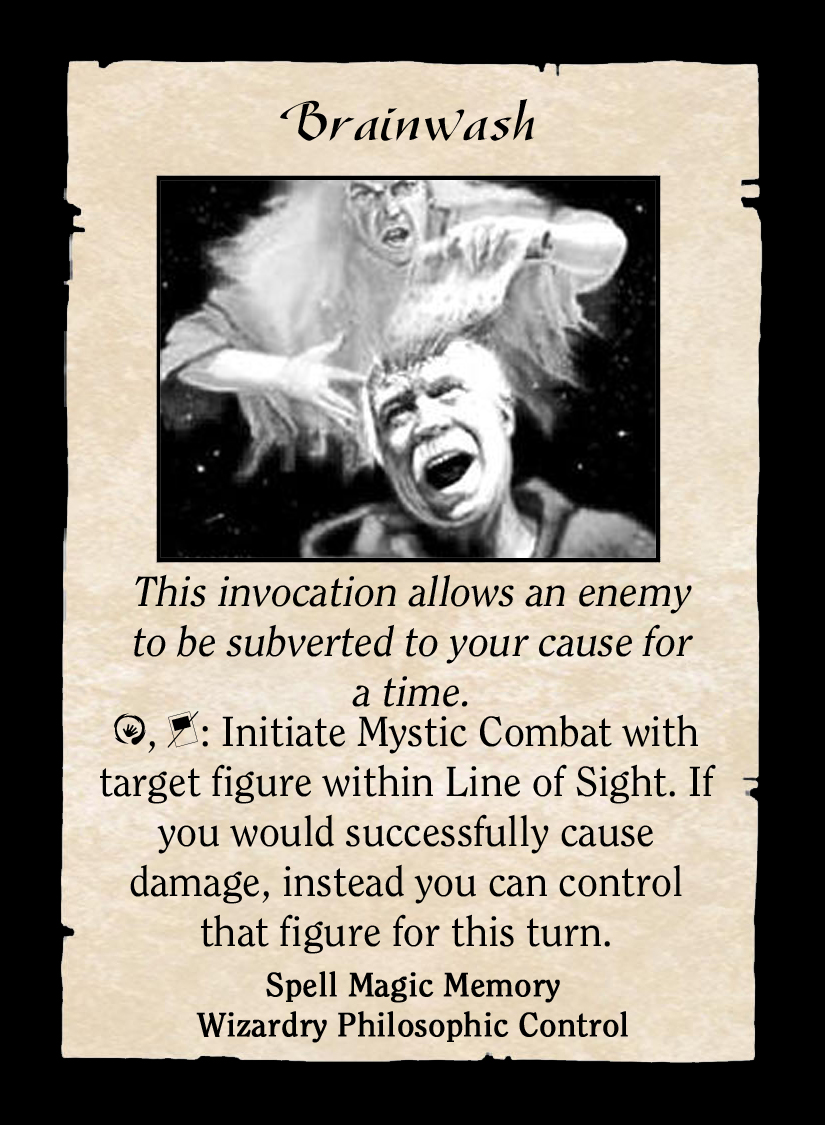 Brainwash
This invocation allows an enemy
to be subverted to your cause for
a time.
, : Initiate Mystic Combat with
target figure within Line of Sight. If
you would successfully cause
damage, instead you can control
that figure for this turn.
Spell Magic Memory
Wizardry Philosophic Control